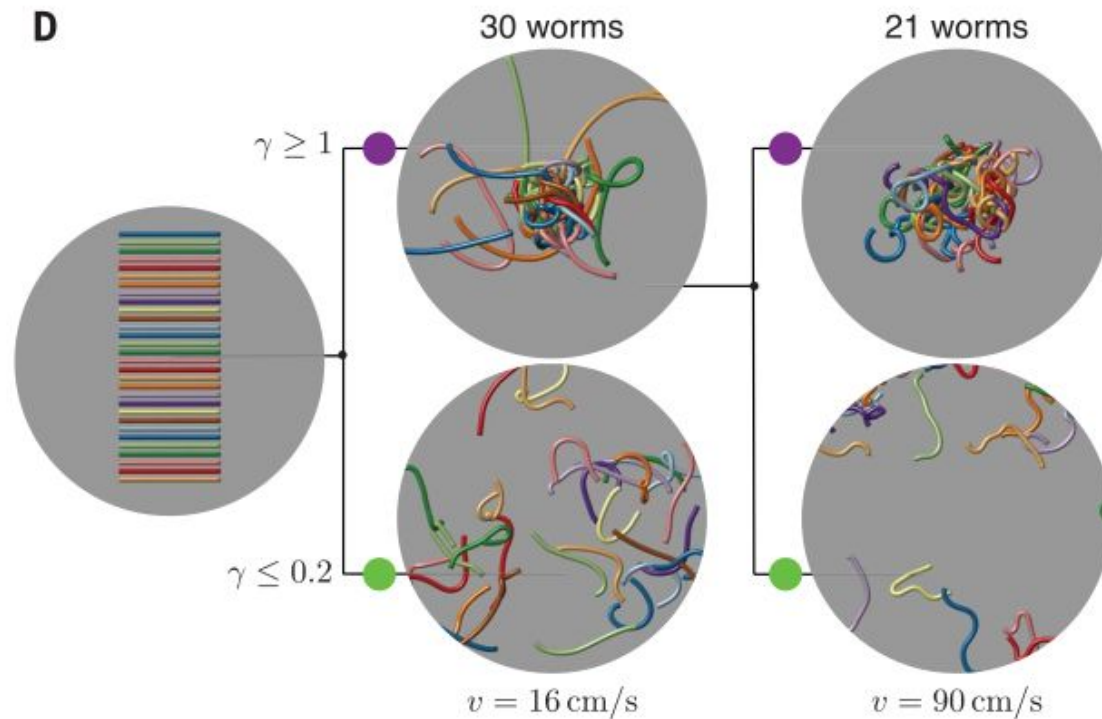 D
30 worms
21 worms
γ ≥ 1
γ ≤ 0.2
v = 16 cm/s
v = 90 cm/s